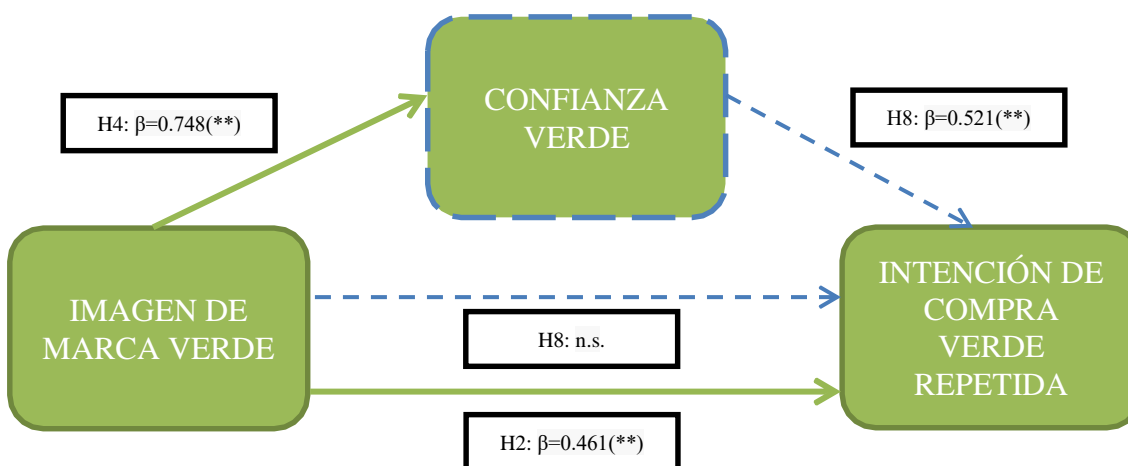 CONFIANZA
VERDE
H4: β=0.748(**)
H8: β=0.521(**)
IMAGEN DE
MARCA VERDE
INTENCIÓN DE
COMPRA
VERDE
REPETIDA
H8: n.s.
H2: β=0.461(**)